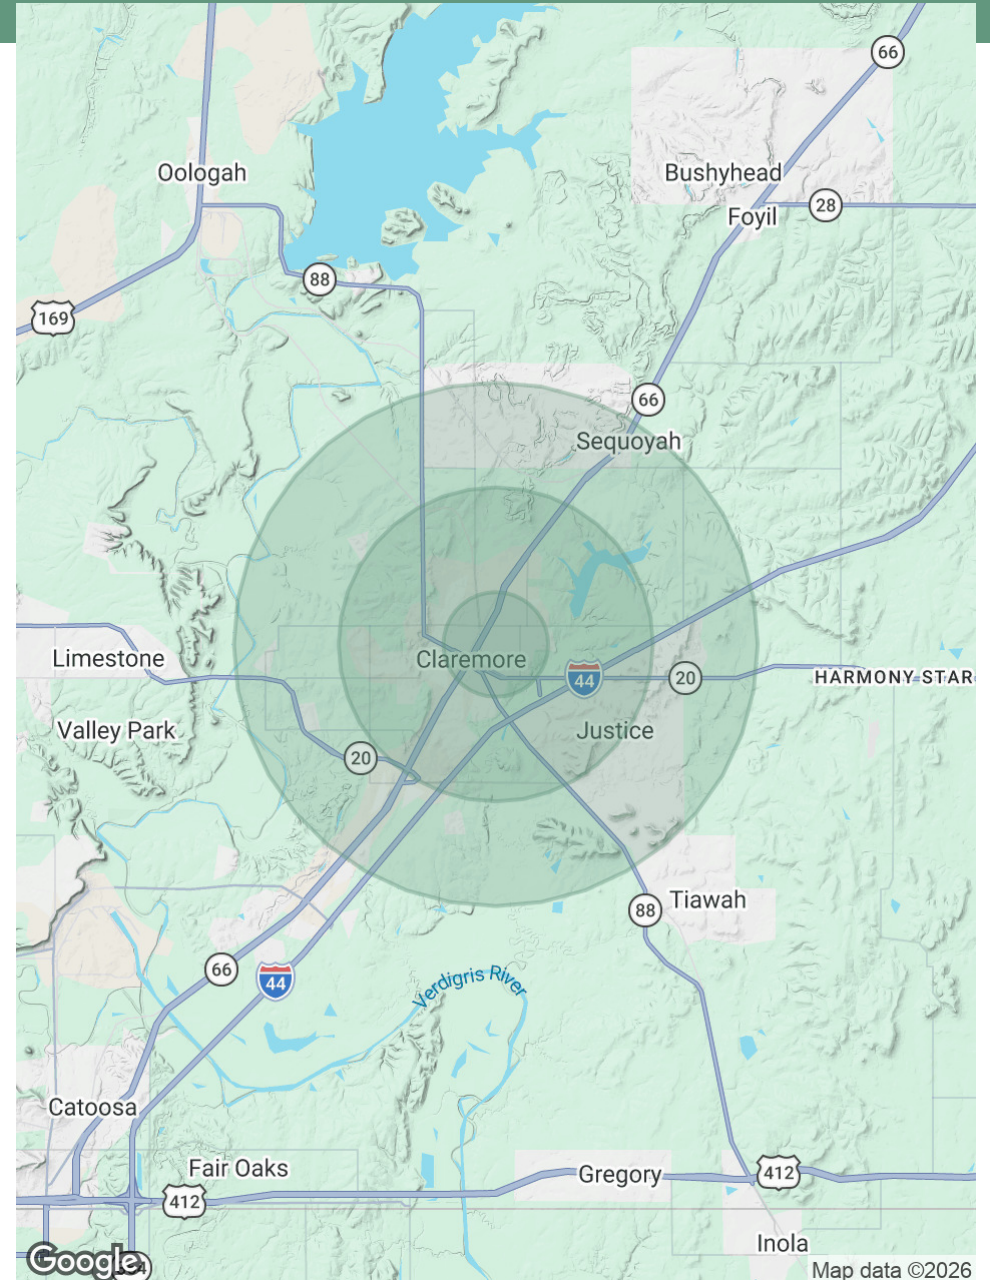 66
Oologah
Bushyhead
28
Foyil
88
169
66
Sequoyah
Limestone
Claremore
44
20
HARMONY STAR
Valley Park
Justice
20
Tiawah
88
66
44
Verdigris River
Catoosa
Fair Oaks
Gregory
412
412
Inola
Google
Map data ©2026